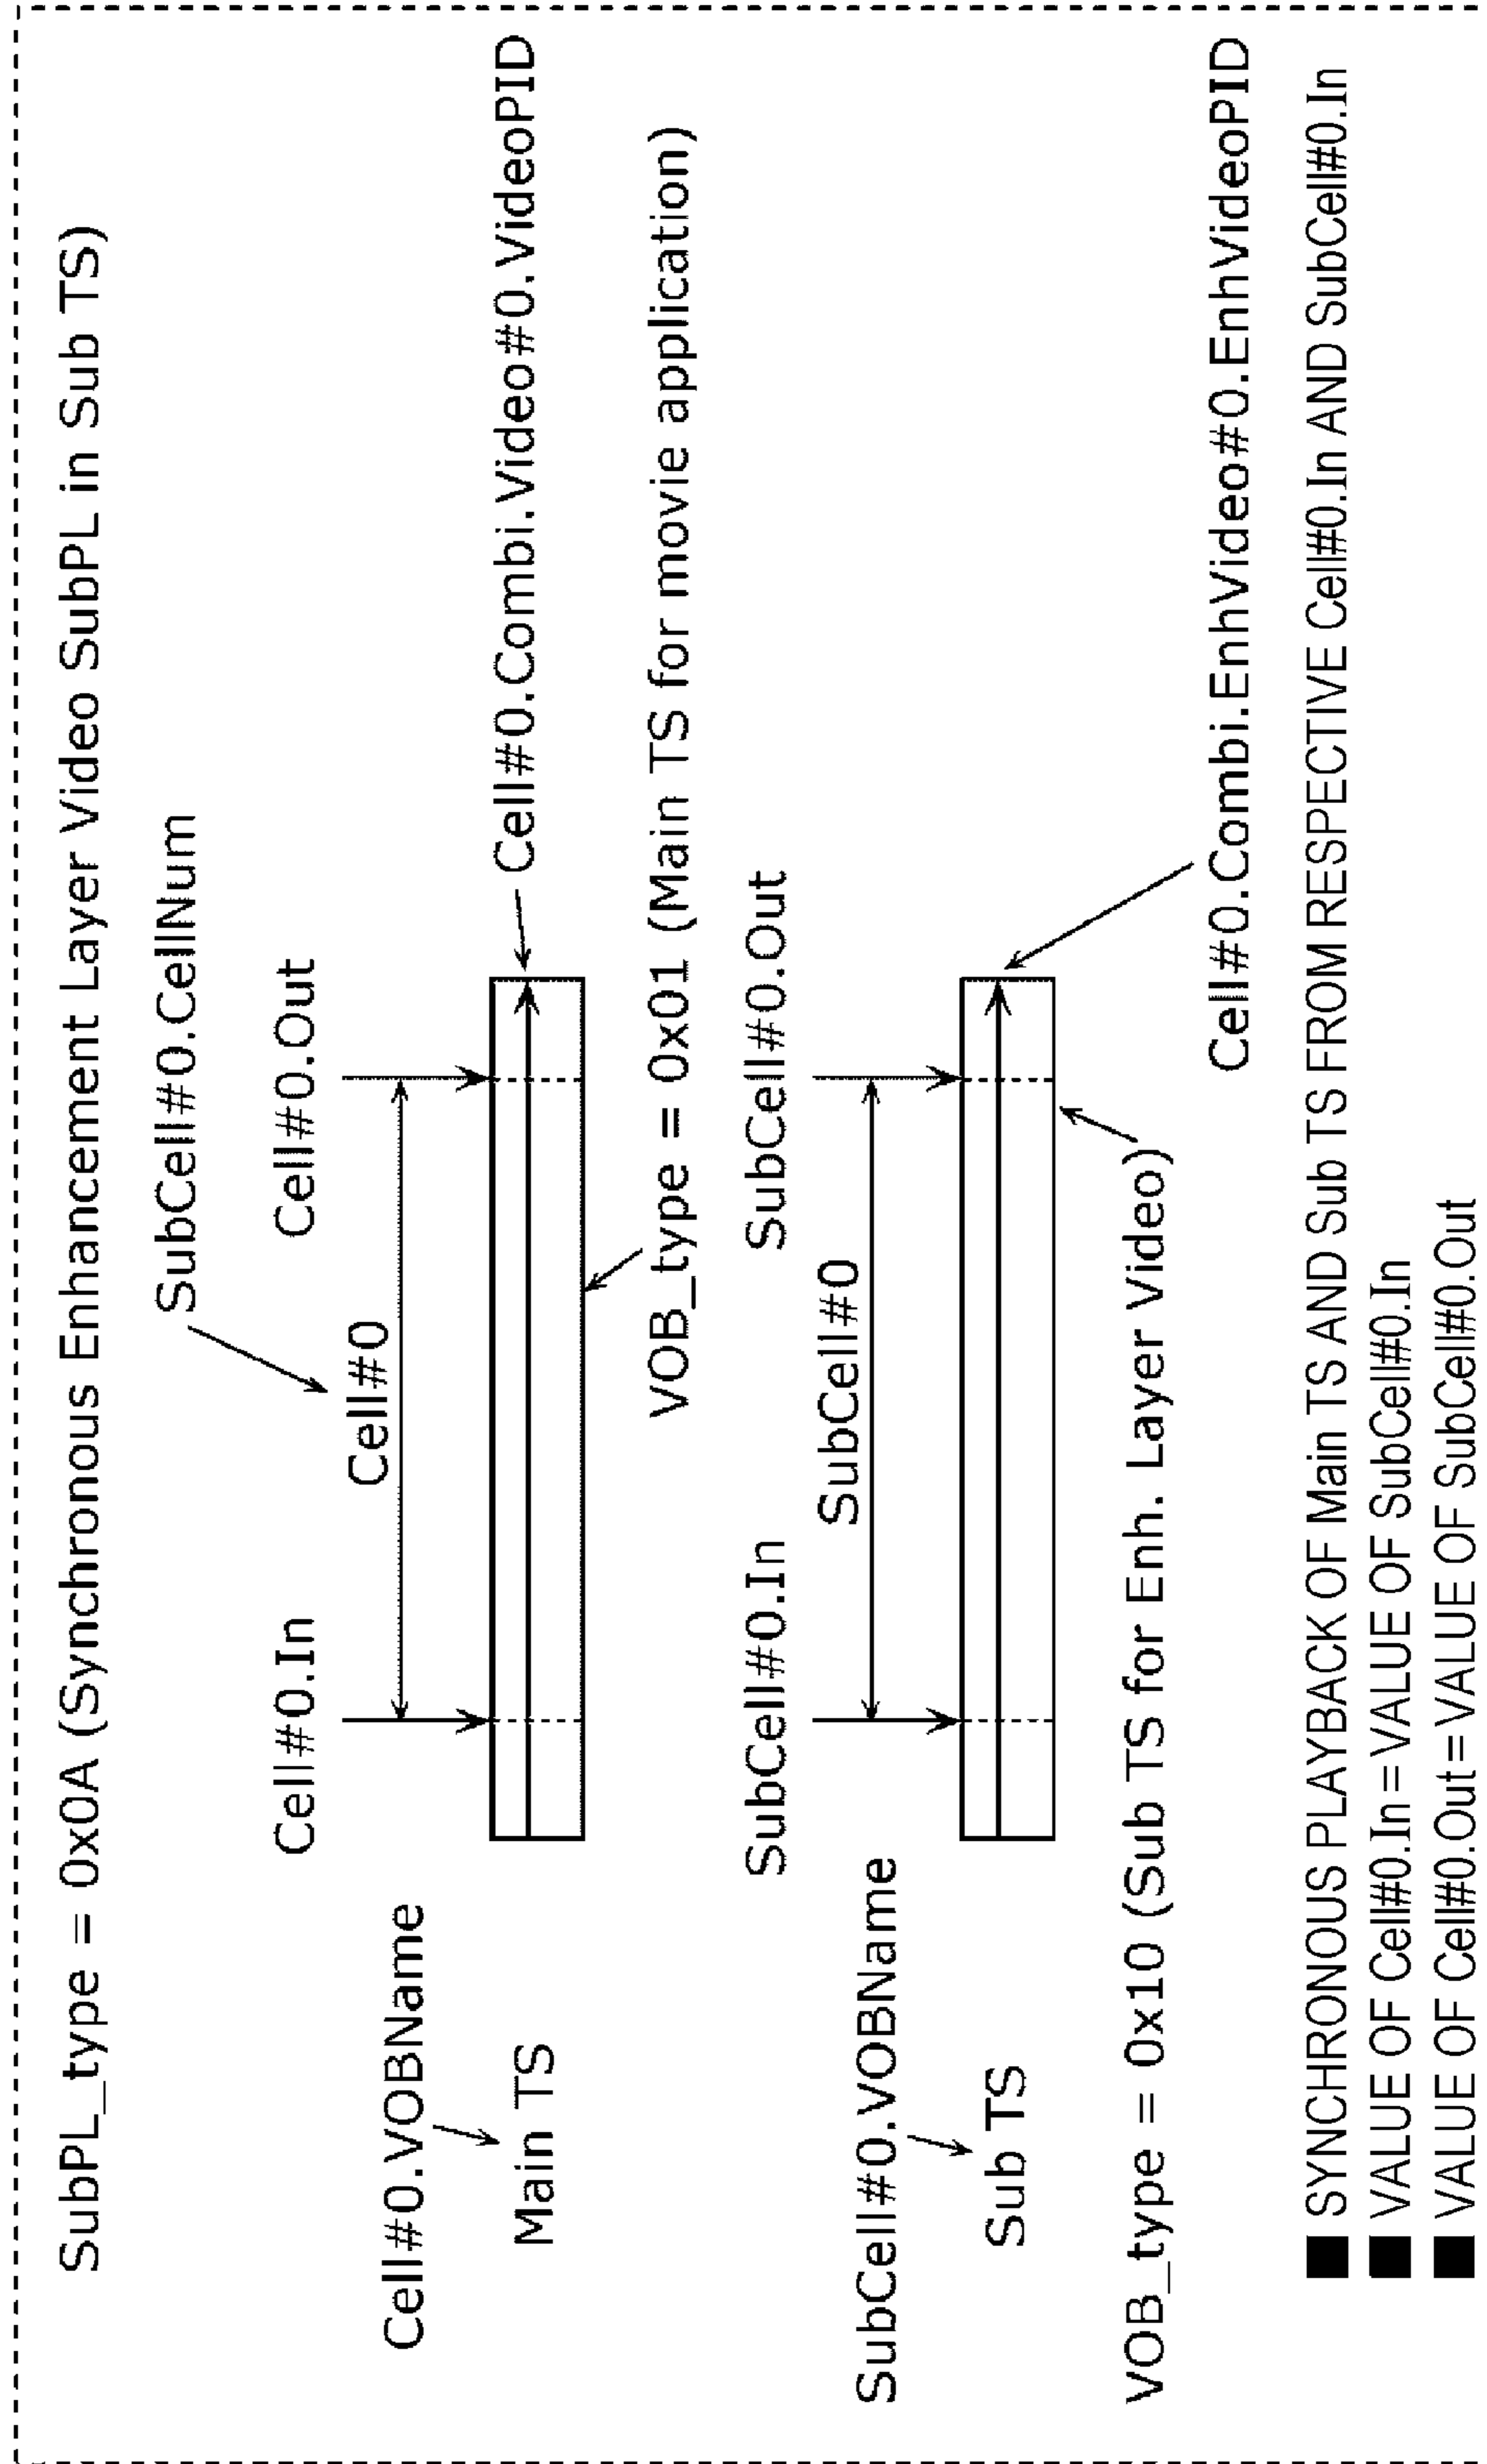 SubPL_type = 0x0A (Synchronous Enhancement Layer Video SubPL in Sub TS)
SubCell#0.CellNum
Cell#0.In
Cell#0.Out
Cell#0.VOBName
Cell#0
Main TS
Cell#0.Combi.Video#0.VideoPID
VOB_type = 0x01 (Main TS for movie application)
SubCell#0.In
SubCell#0.Out
SubCell#0.VOBName
SubCell#0
Sub TS
VOB_type = 0x10 (Sub TS for Enh. Layer Video)
Cell#0.Combi.EnhVideo#0.EnhVideoPID
■ SYNCHRONOUS PLAYBACK OF Main TS AND Sub TS FROM RESPECTIVE Cell#0.In AND SubCell#0.In
■ VALUE OF Cell#0.In = VALUE OF SubCell#0.In
■ VALUE OF Cell#0.Out = VALUE OF SubCell#0.Out